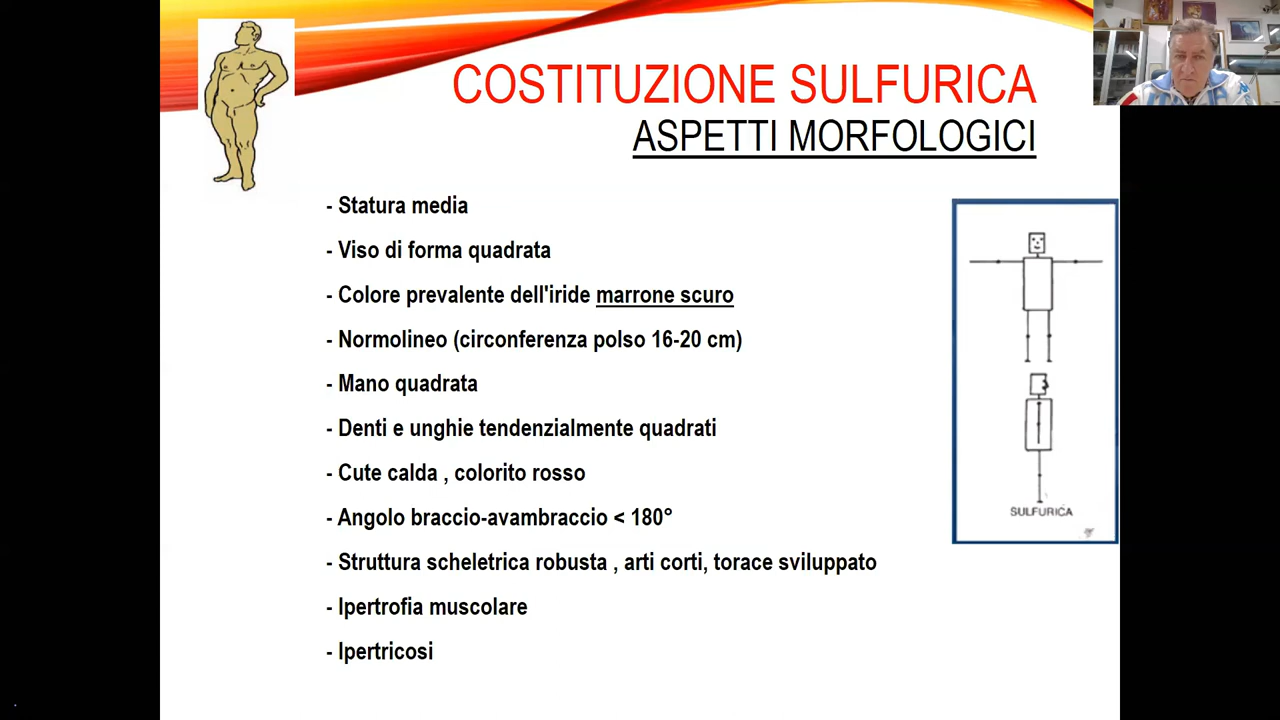 COSTITUZIONE SULFURICA
ASPETTI MORFOLOGICI
- Statura media
- Viso di forma quadrata
- Colore prevalente dell'iride marrone scuro
- Normolineo (circonferenza polso 16-20 cm)
- Mano quadrata
- Denti e unghie tendenzialmente quadrati
- Cute calda , colorito rosso
- Angolo braccio-avambraccio < 180°
- Struttura scheletrica robusta , arti corti, torace sviluppato
- Ipertrofia muscolare
- Ipertricosi
SULFURICA